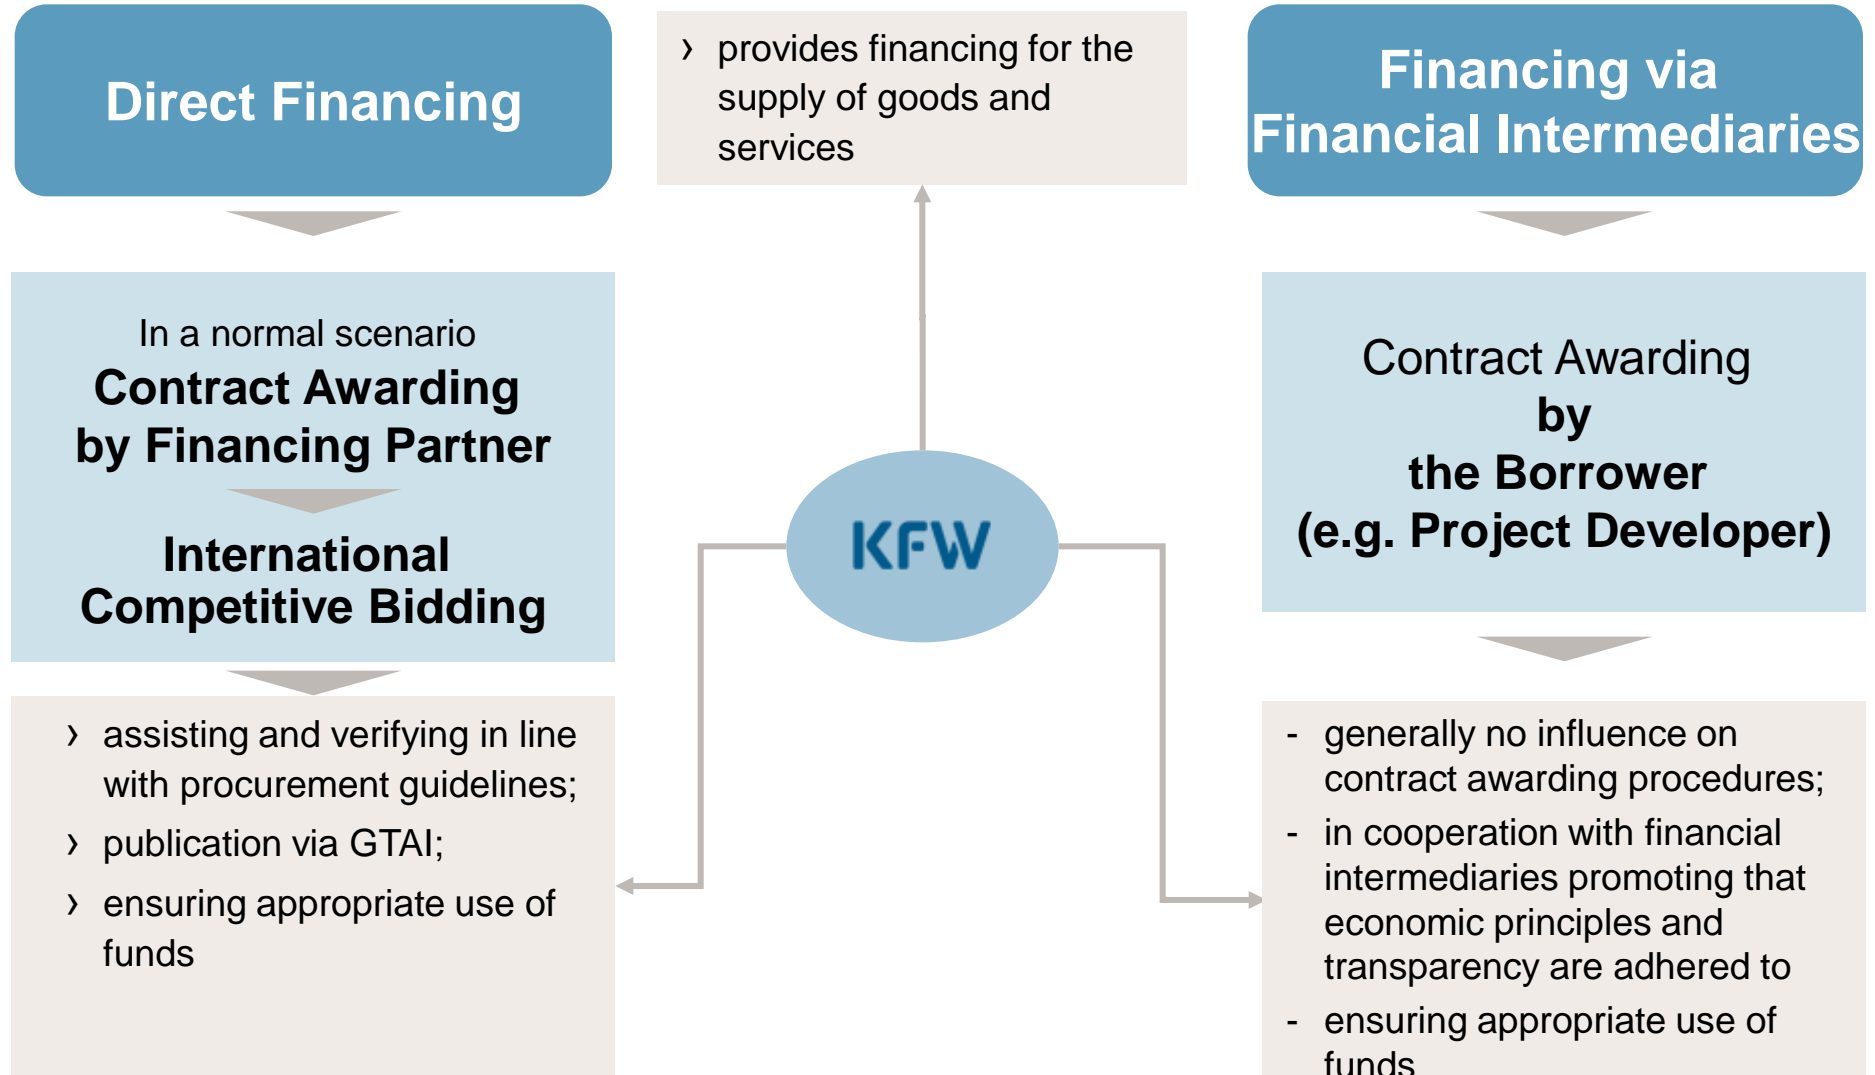 Direct Financing
In a normal scenario
Contract Awarding
by Financing Partner
International
Competitive Bidding
› assisting and verifying in line
with procurement guidelines;
› publication via GTAI;
› ensuring appropriate use of
funds
› provides financing for the
supply of goods and
services
KFW
Financing via
Financial Intermediaries
Contract Awarding
by
the Borrower
(e.g. Project Developer)
- generally no influence on
contract awarding procedures;
- in cooperation with financial
intermediaries promoting that
economic principles and
transparency are adhered to
- ensuring appropriate use of
funds